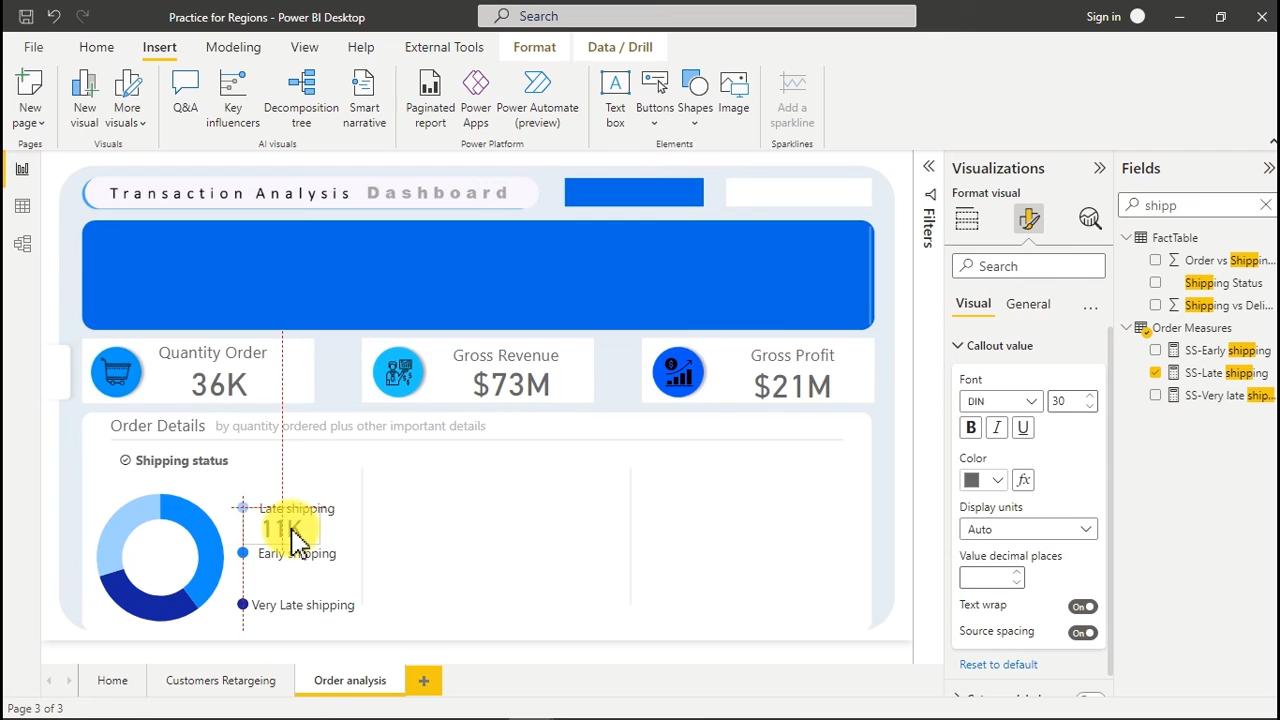 Practice for Regions - Power BI Desktop
Search
Sign in
File
Home
Insert
Modeling
View
Help
External Tools
Format
Data / Drill
New page
New visual
More visuals
Q&A
Key influencers
Decomposition tree
Smart narrative
Paginated report
Power Apps
Power Automate (preview)
Text box
Buttons
Shapes
Image
Add a sparkline
Pages
Visuals
AI visuals
Power Platform
Elements
Sparklines
Transaction Analysis Dashboard
Quantity Order
36K
Gross Revenue
$73M
Gross Profit
$21M
Order Details by quantity ordered plus other important details
Shipping status
Late shipping
11K
Early shipping
Very Late shipping
Filters
Visualizations
Format visual
Search
Visual
General
...
Callout value
Font
DIN
30
B I U
Color
fx
Display units
Auto
Value decimal places
Text wrap
On
Source spacing
On
Reset to default
Fields
shipp
FactTable
Order vs Shippin...
Shipping Status
Shipping vs Deli...
Order Measures
SS-Early shipping
SS-Late shipping
SS-Very late ship...
Home
Customers Retargeing
Order analysis
Page 3 of 3